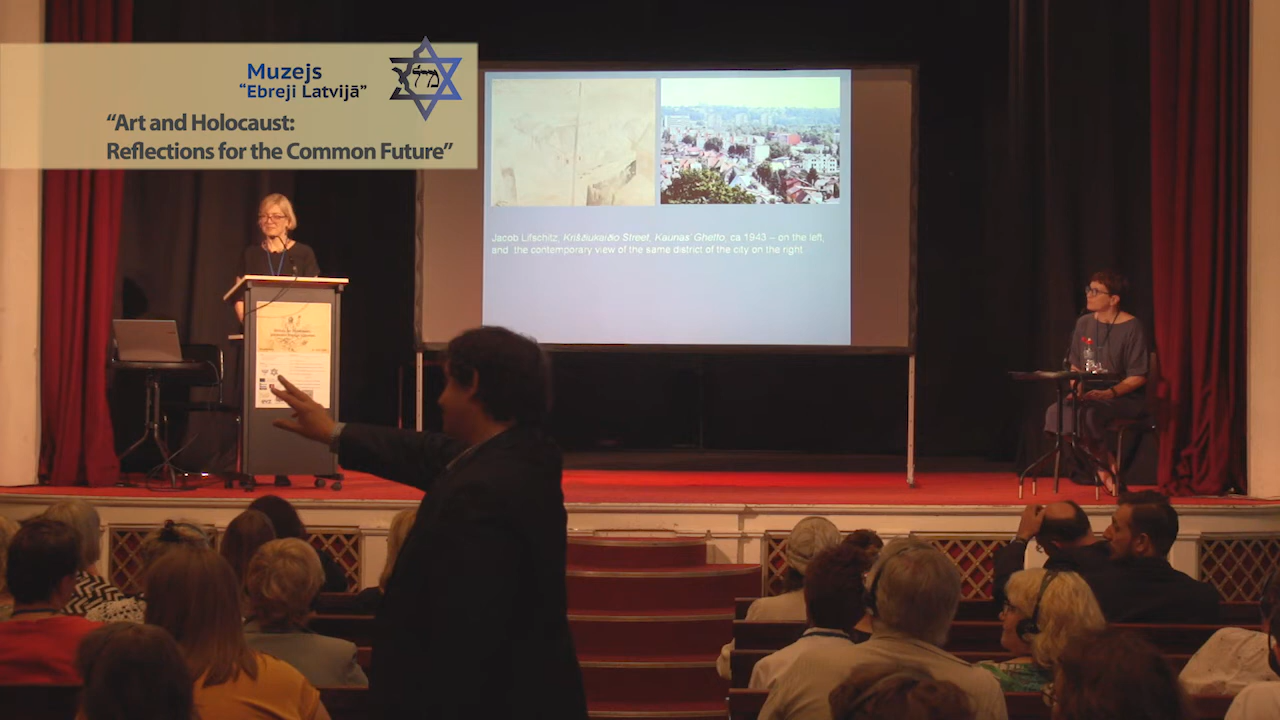 Muzejs
“Ebreji Latvijā”
מיל
“Art and Holocaust:
Reflections for the Common Future”
Jacob Lifschitz, Kriščiukaičio Street, Kaunas' Ghetto, ca 1943 – on the left,
and the contemporary view of the same district of the city on the right